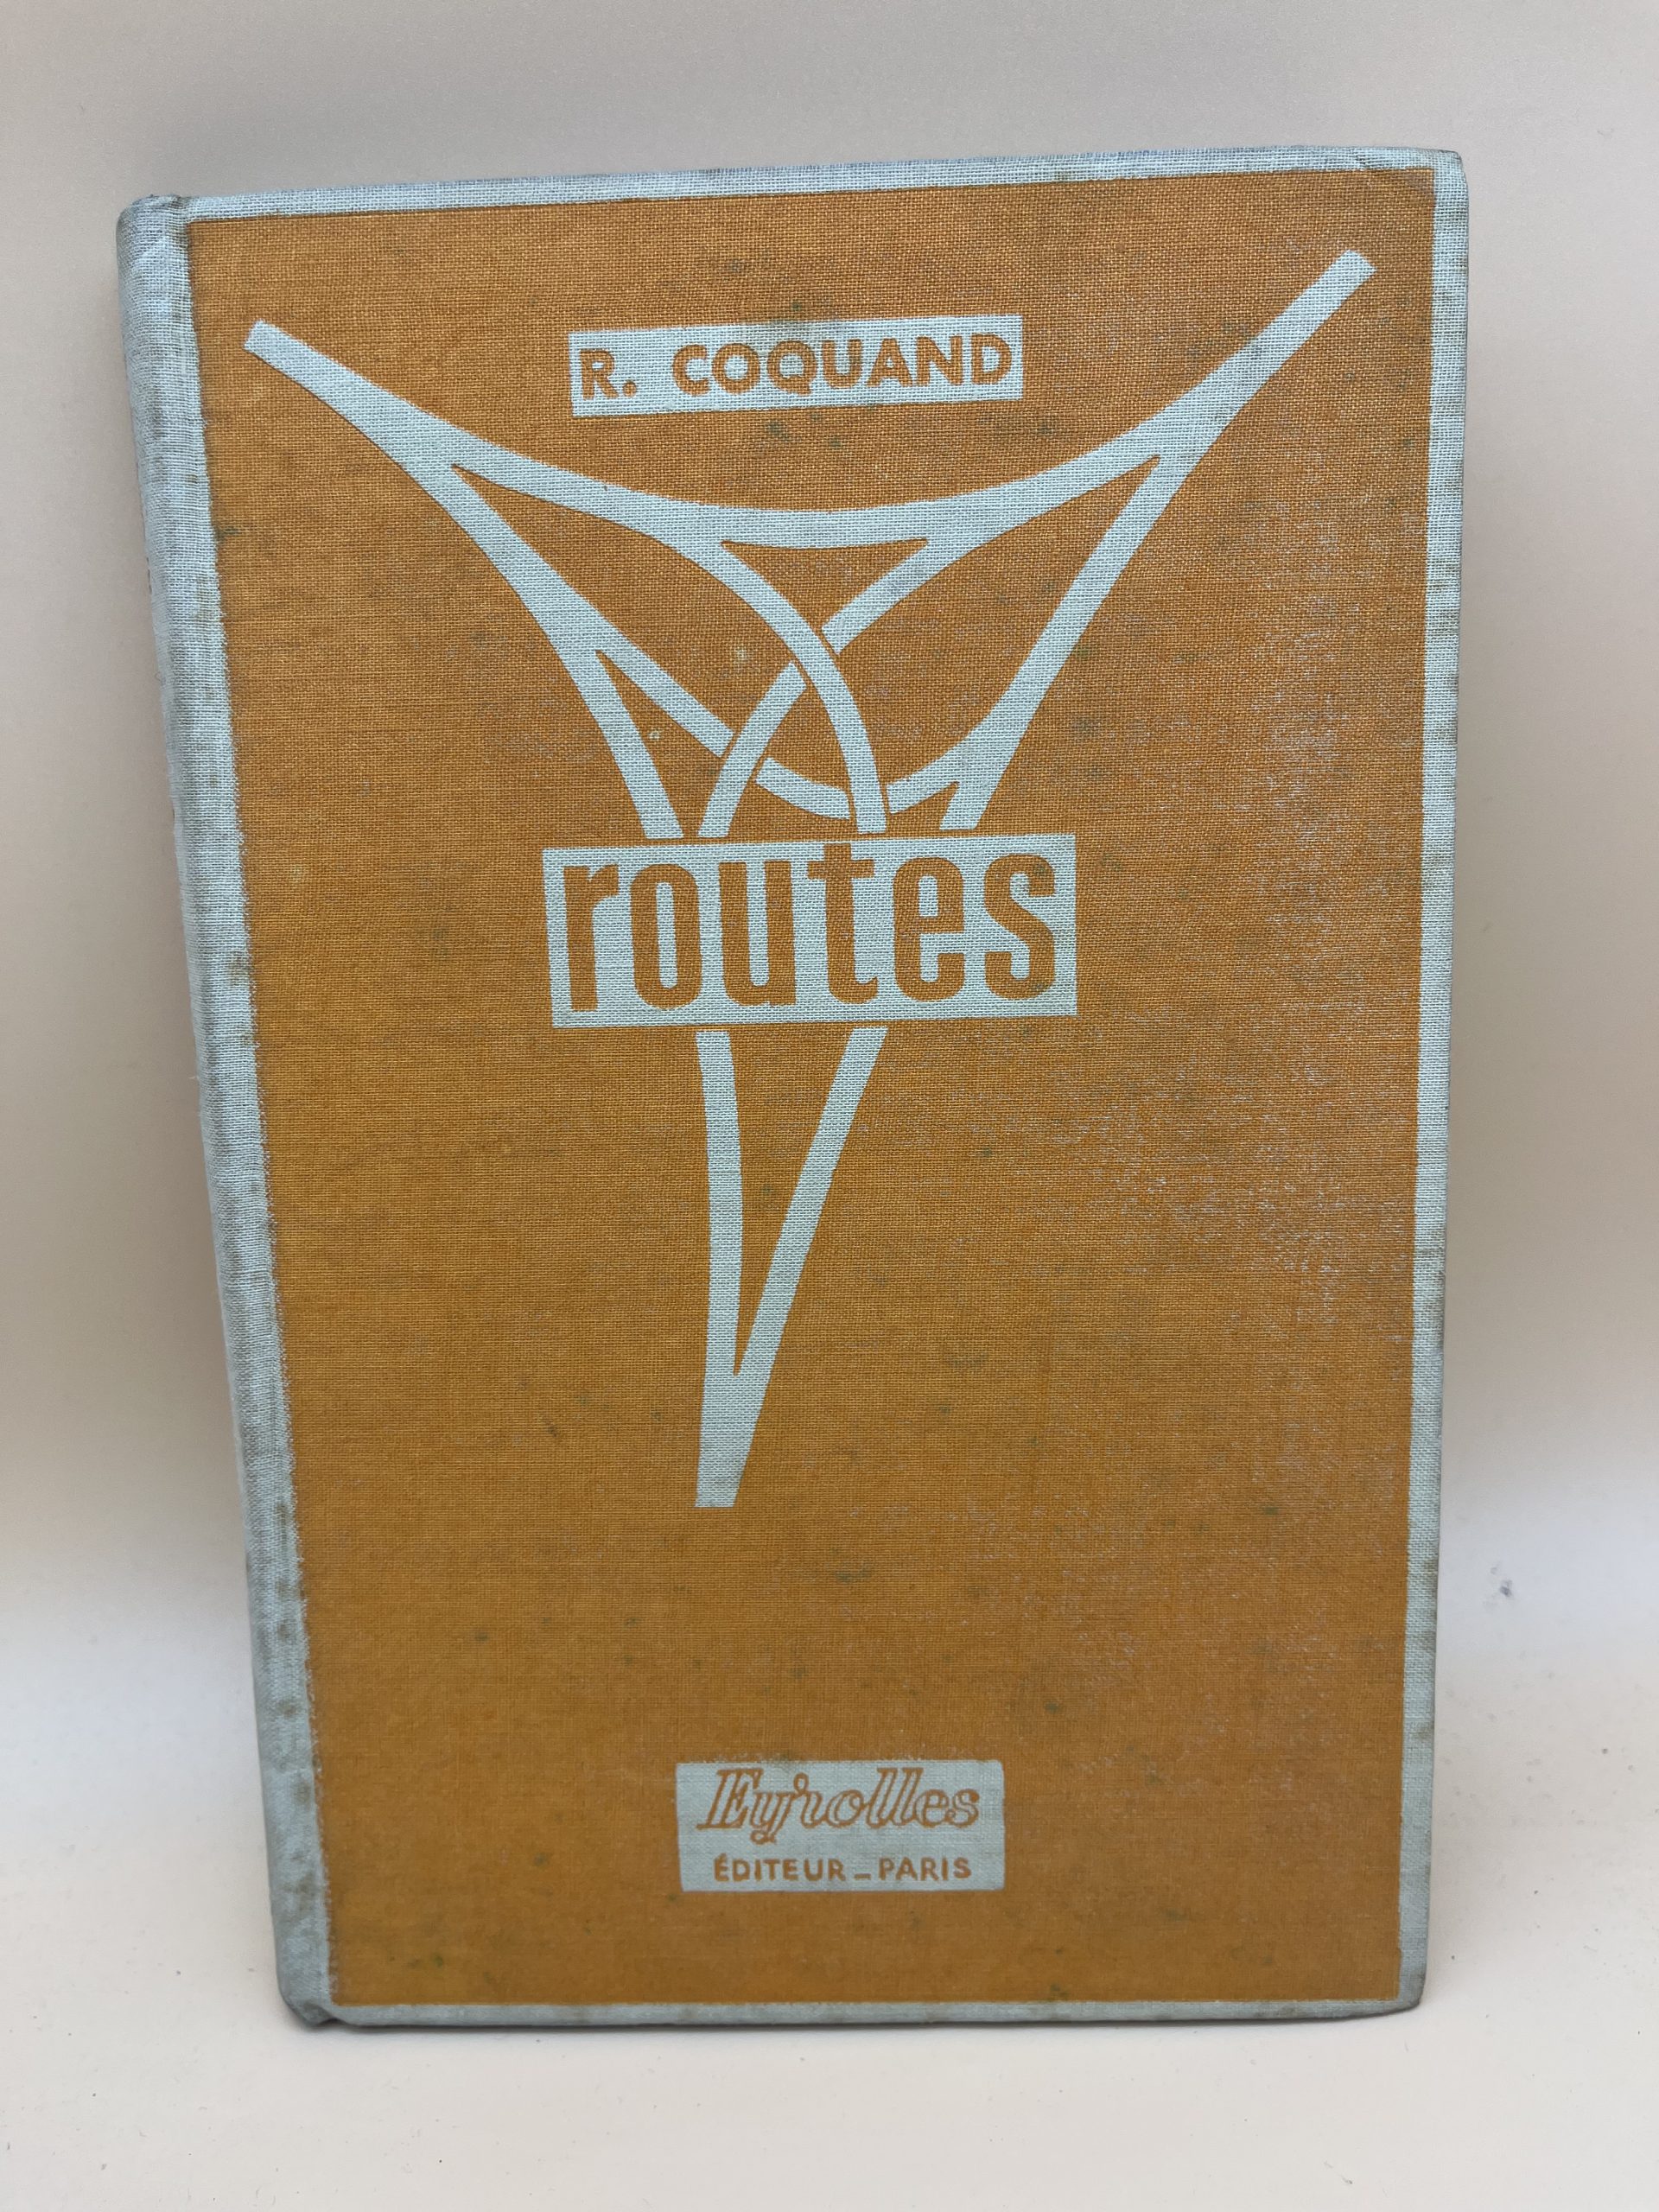 R. COQUAND
routes
Eyrolles
ÉDITEUR_PARIS